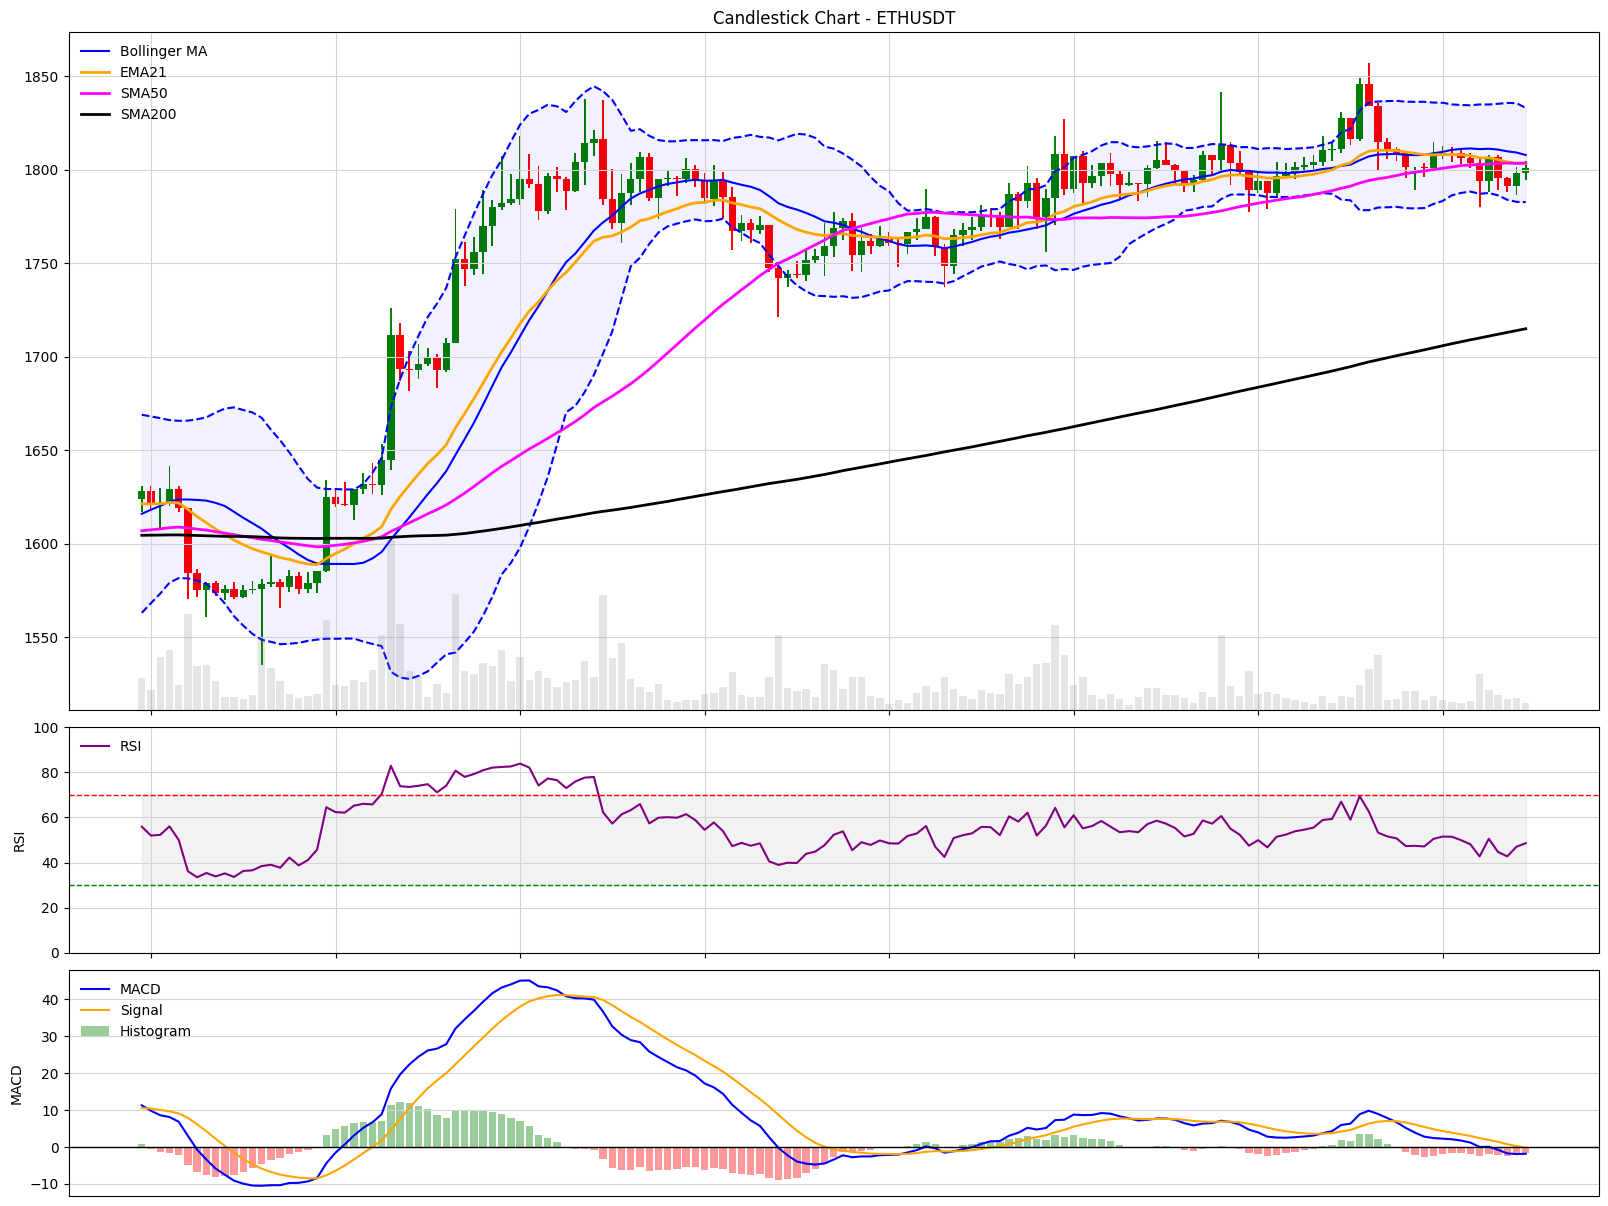 Candlestick Chart - ETHUSDT
Bollinger MA
EMA21
SMA50
SMA200
1850
1800
1750
1700
1650
1600
1550
RSI
100
80
60
40
20
0
RSI
MACD
Signal
Histogram
40
30
20
10
0
−10
MACD